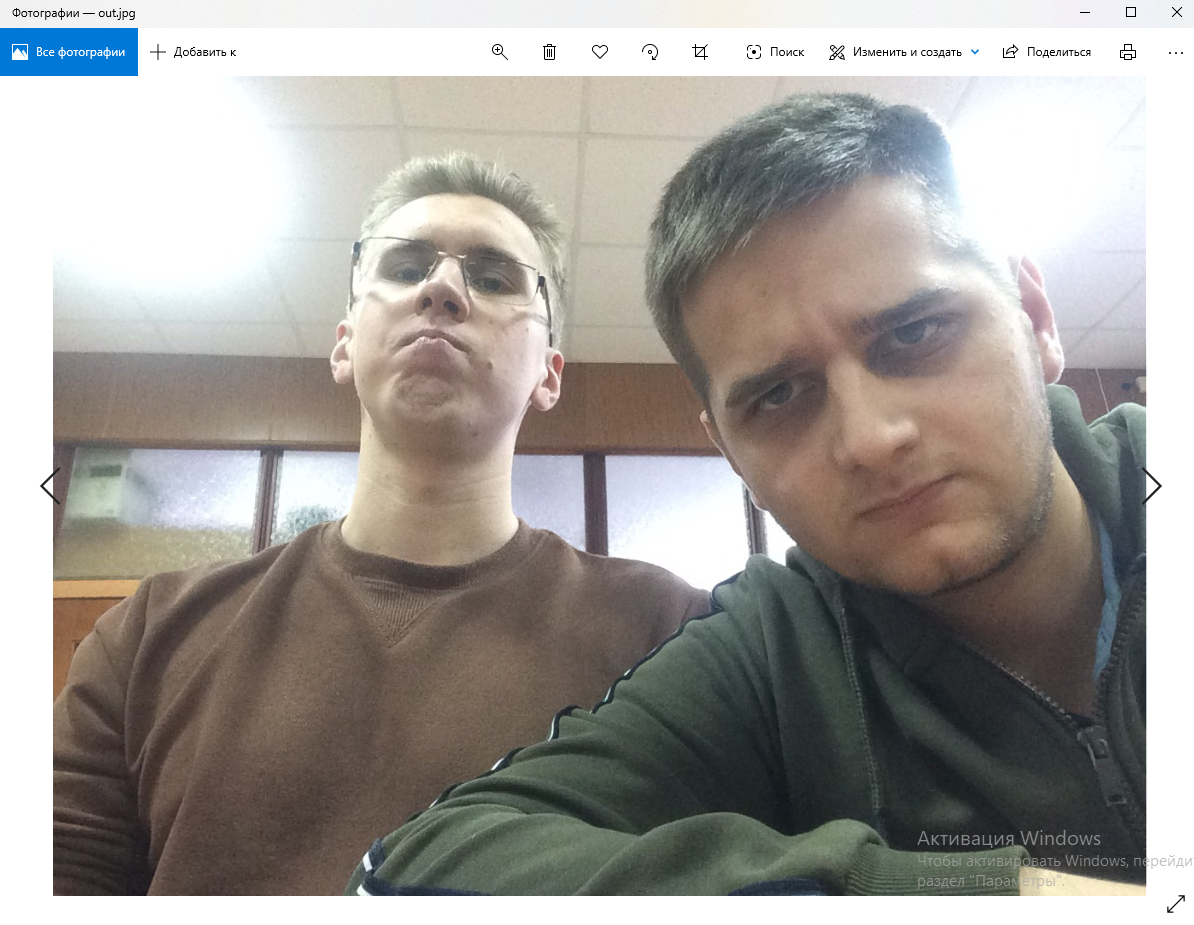 Фотографии — out.jpg
Все фотографии
Добавить к
Поиск
Изменить и создать
Поделиться
Активация Windows
Чтобы активировать Windows, перейди
раздел "Параметры".